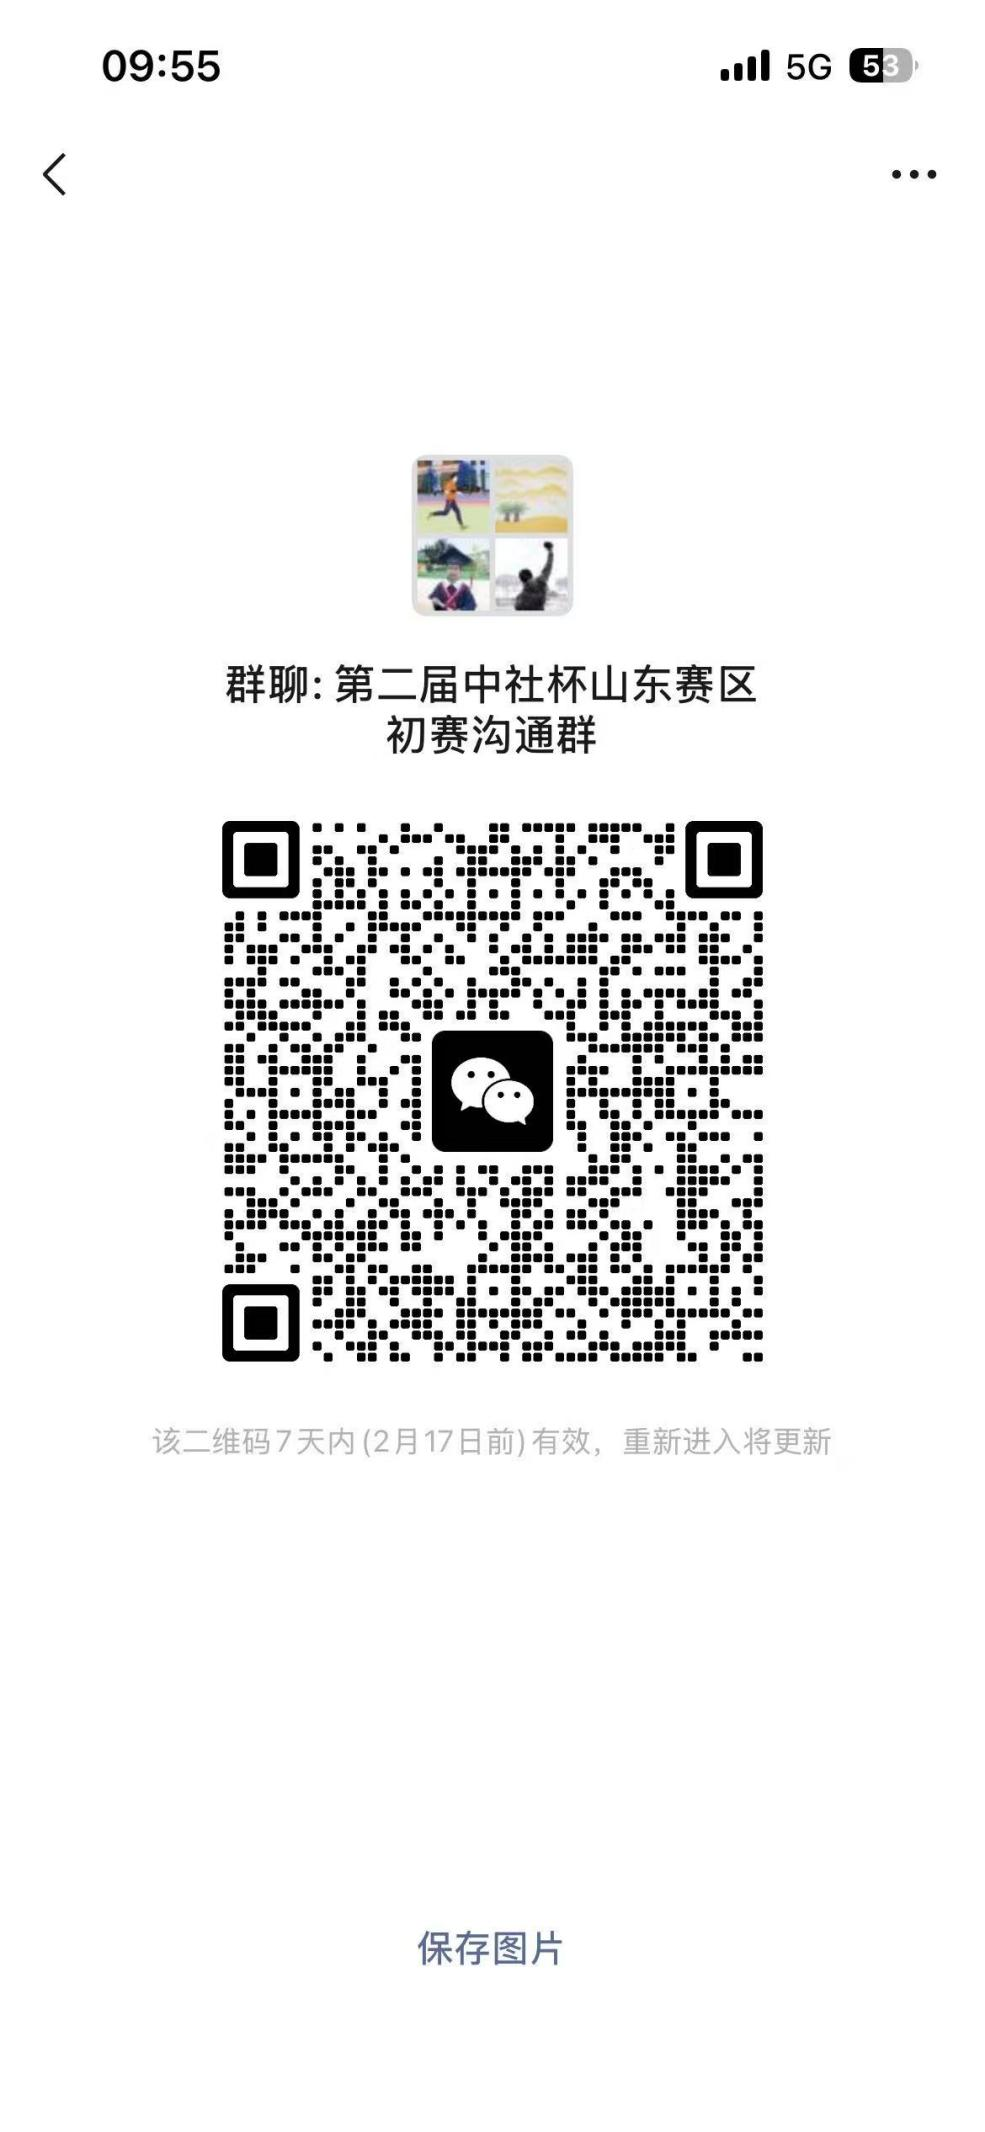 09:55
5G 53
群聊: 第二届中社杯山东赛区
初赛沟通群
该二维码7天内(2月17日前)有效，重新进入将更新
保存图片